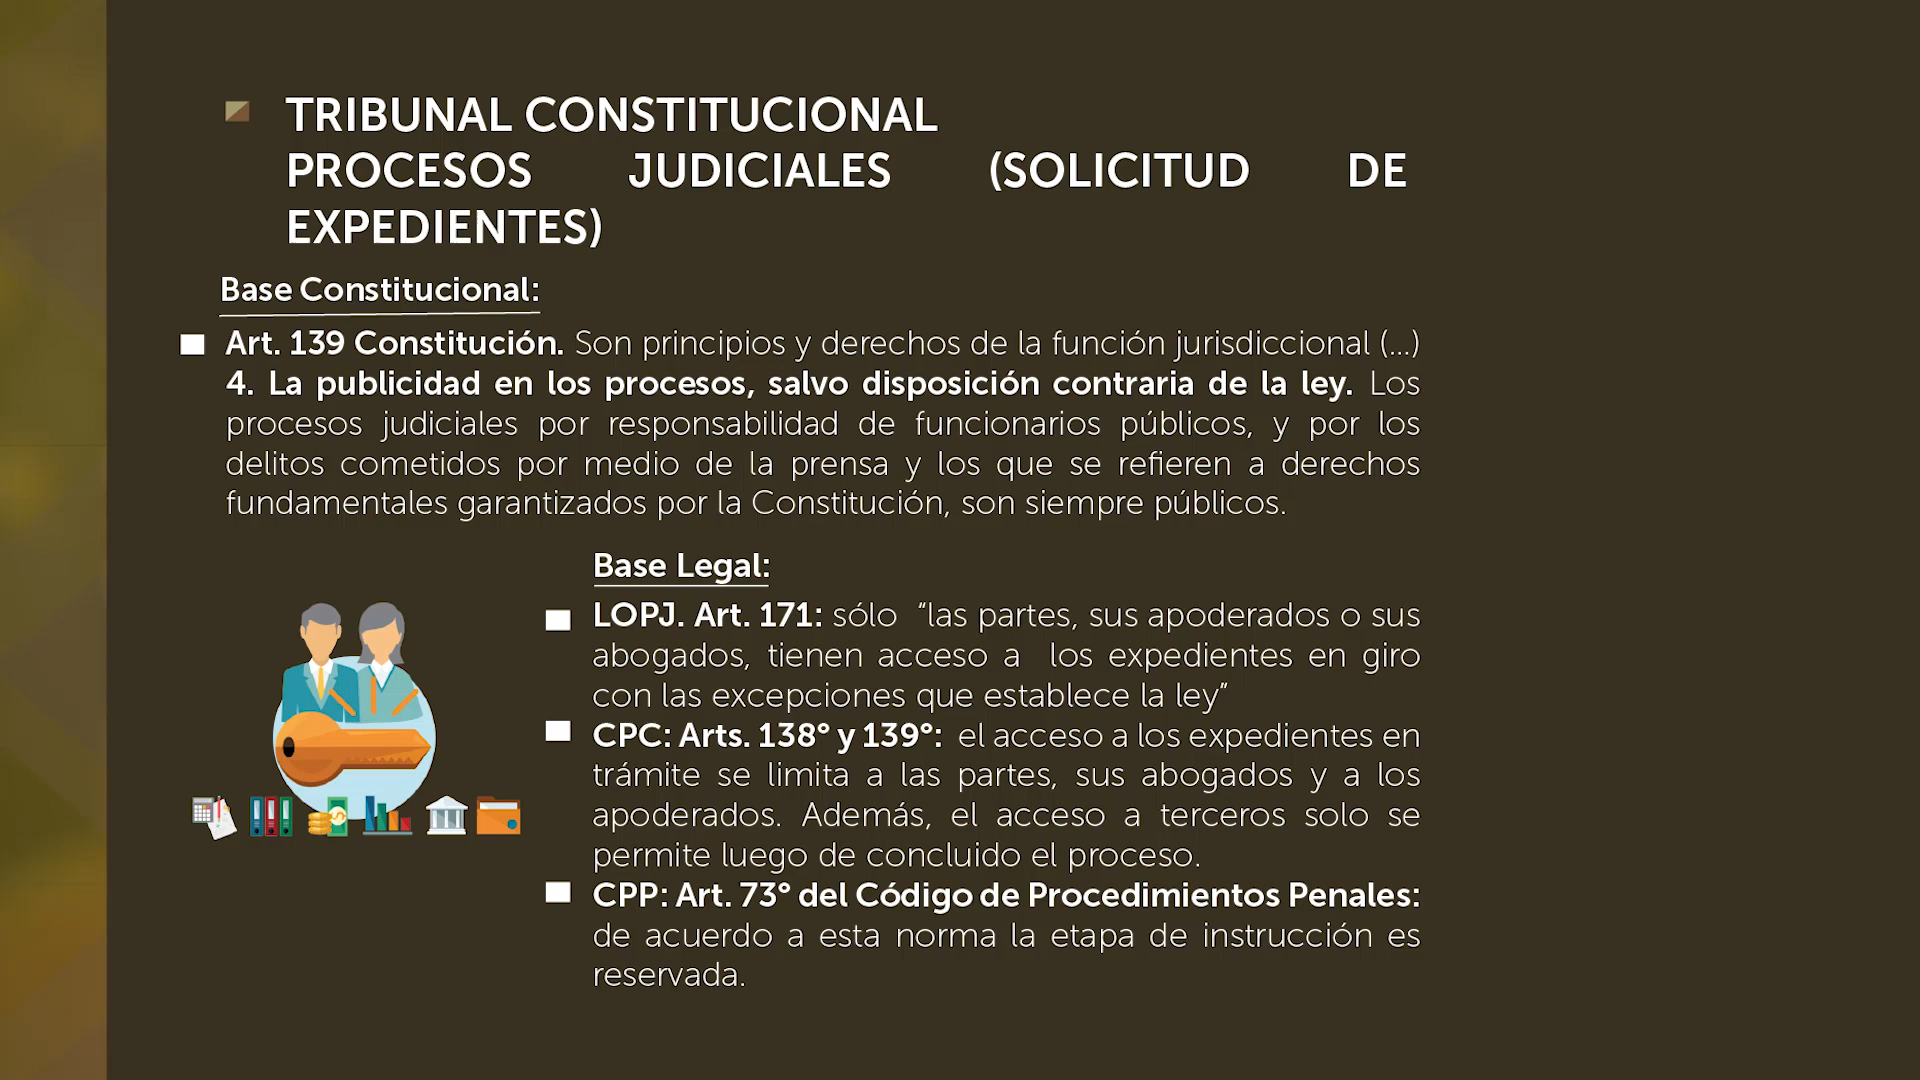 TRIBUNAL CONSTITUCIONAL
PROCESOS JUDICIALES (SOLICITUD DE
EXPEDIENTES)
Base Constitucional:
Art. 139 Constitución. Son principios y derechos de la función jurisdiccional (...)
4. La publicidad en los procesos, salvo disposición contraria de la ley. Los
procesos judiciales por responsabilidad de funcionarios públicos, y por los
delitos cometidos por medio de la prensa y los que se refieren a derechos
fundamentales garantizados por la Constitución, son siempre públicos.
Base Legal:
LOPJ. Art. 171: sólo “las partes, sus apoderados o sus
abogados, tienen acceso a los expedientes en giro
con las excepciones que establece la ley”
CPC: Arts. 138° y 139°: el acceso a los expedientes en
trámite se limita a las partes, sus abogados y a los
apoderados. Además, el acceso a terceros solo se
permite luego de concluido el proceso.
CPP: Art. 73° del Código de Procedimientos Penales:
de acuerdo a esta norma la etapa de instrucción es
reservada.